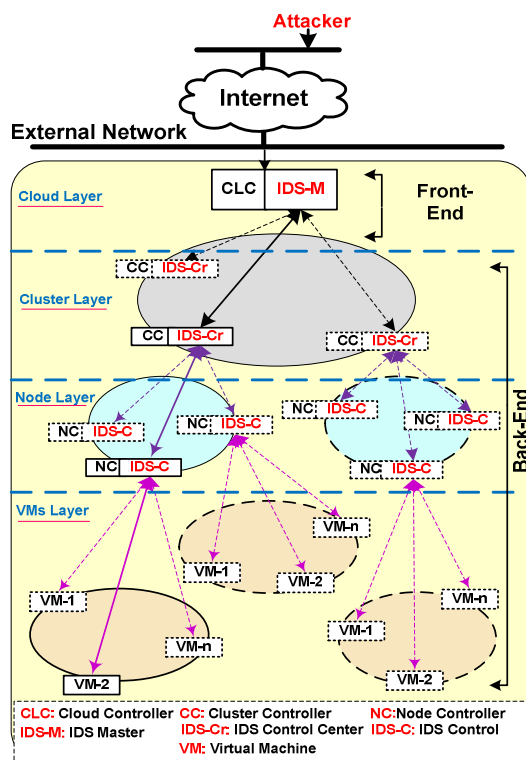 Attacker
Internet
External Network
CLC IDS-M
Cloud Layer
Front-
End
CC IDS-Cr
Cluster Layer
CC IDS-Cr
CC IDS-Cr
Node Layer
NC IDS-C
NC IDS-C
NC IDS-C
NC IDS-C
NC IDS-C
NC IDS-C
Back-End
VMs Layer
VM-n
VM-1
VM-2
VM-1
VM-n
VM-2
VM-n
VM-1
VM-2
CLC: Cloud Controller CC: Cluster Controller NC:Node Controller
IDS-M: IDS Master IDS-Cr: IDS Control Center IDS-C: IDS Control
VM: Virtual Machine